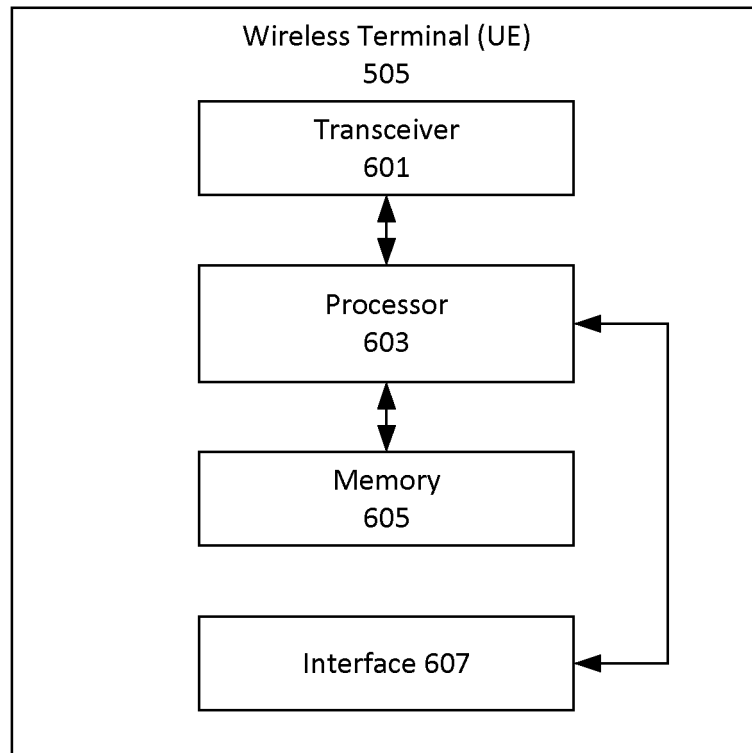 Wireless Terminal (UE)
505
Transceiver
601
Processor
603
Memory
605
Interface 607